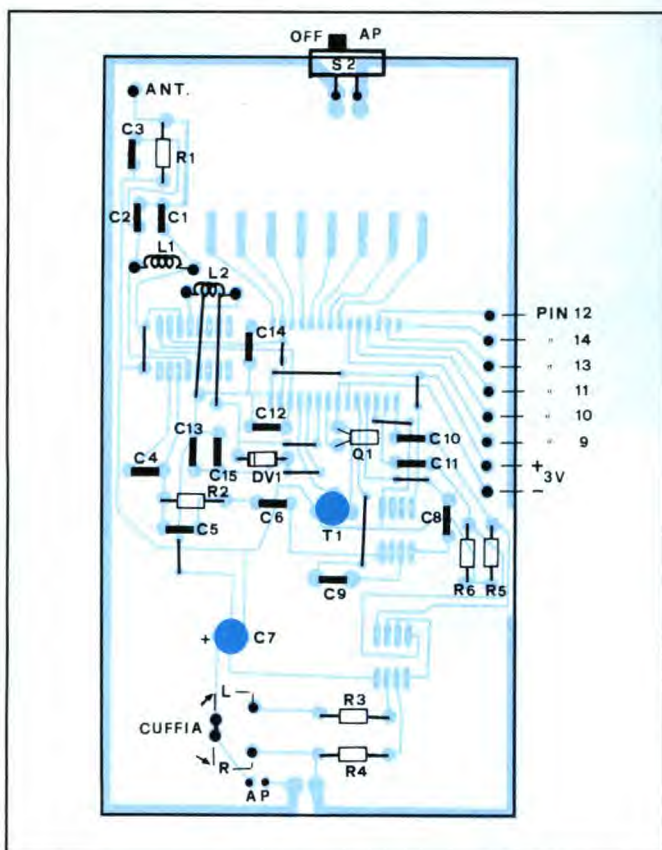 OFF AP
S2
ANT.
C3
R1
C2 C1
L1
L2
PIN 12
C14
" 14
" 13
" 11
C12
" 10
C13
Q1
C10
" 9
C4
C15
DV1
C11
+
3V
R2
C6
C8
–
C5
T1
C9
R6 R5
+ C7
L
R3
CUFFIA
R
R4
AP